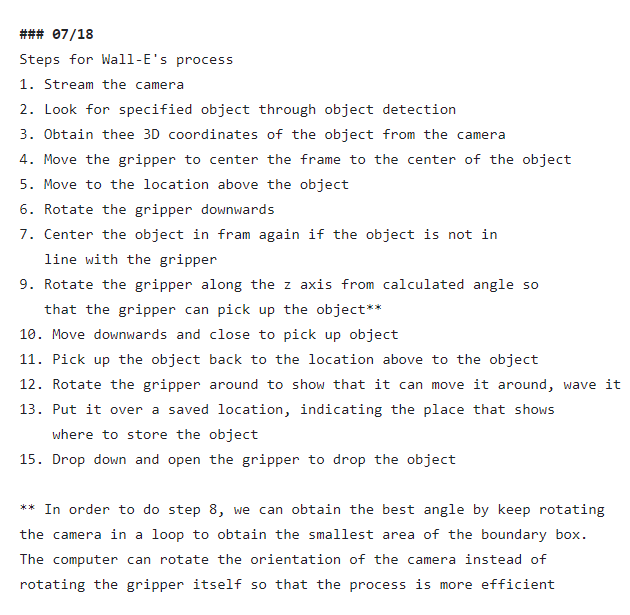 ### 07/18
Steps for Wall-E's process
1. Stream the camera
2. Look for specified object through object detection
3. Obtain thee 3D coordinates of the object from the camera
4. Move the gripper to center the frame to the center of the object
5. Move to the location above the object
6. Rotate the gripper downwards
7. Center the object in fram again if the object is not in
line with the gripper
9. Rotate the gripper along the z axis from calculated angle so
that the gripper can pick up the object**
10. Move downwards and close to pick up object
11. Pick up the object back to the location above to the object
12. Rotate the gripper around to show that it can move it around, wave it
13. Put it over a saved location, indicating the place that shows
where to store the object
15. Drop down and open the gripper to drop the object
** In order to do step 8, we can obtain the best angle by keep rotating
the camera in a loop to obtain the smallest area of the boundary box.
The computer can rotate the orientation of the camera instead of
rotating the gripper itself so that the process is more efficient